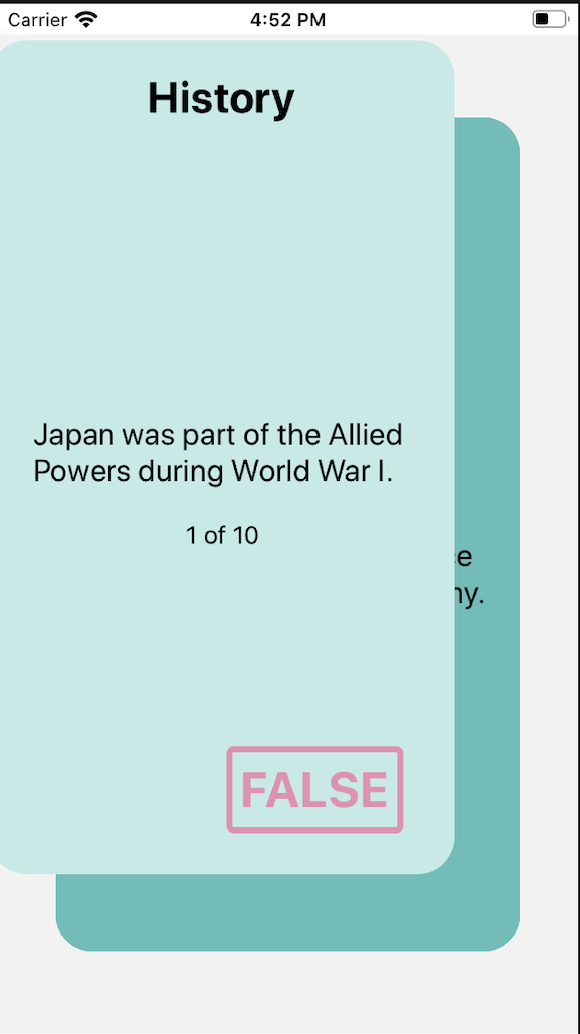 Carrier
4:52 PM
History
Japan was part of the Allied
Powers during World War I.
1 of 10
FALSE